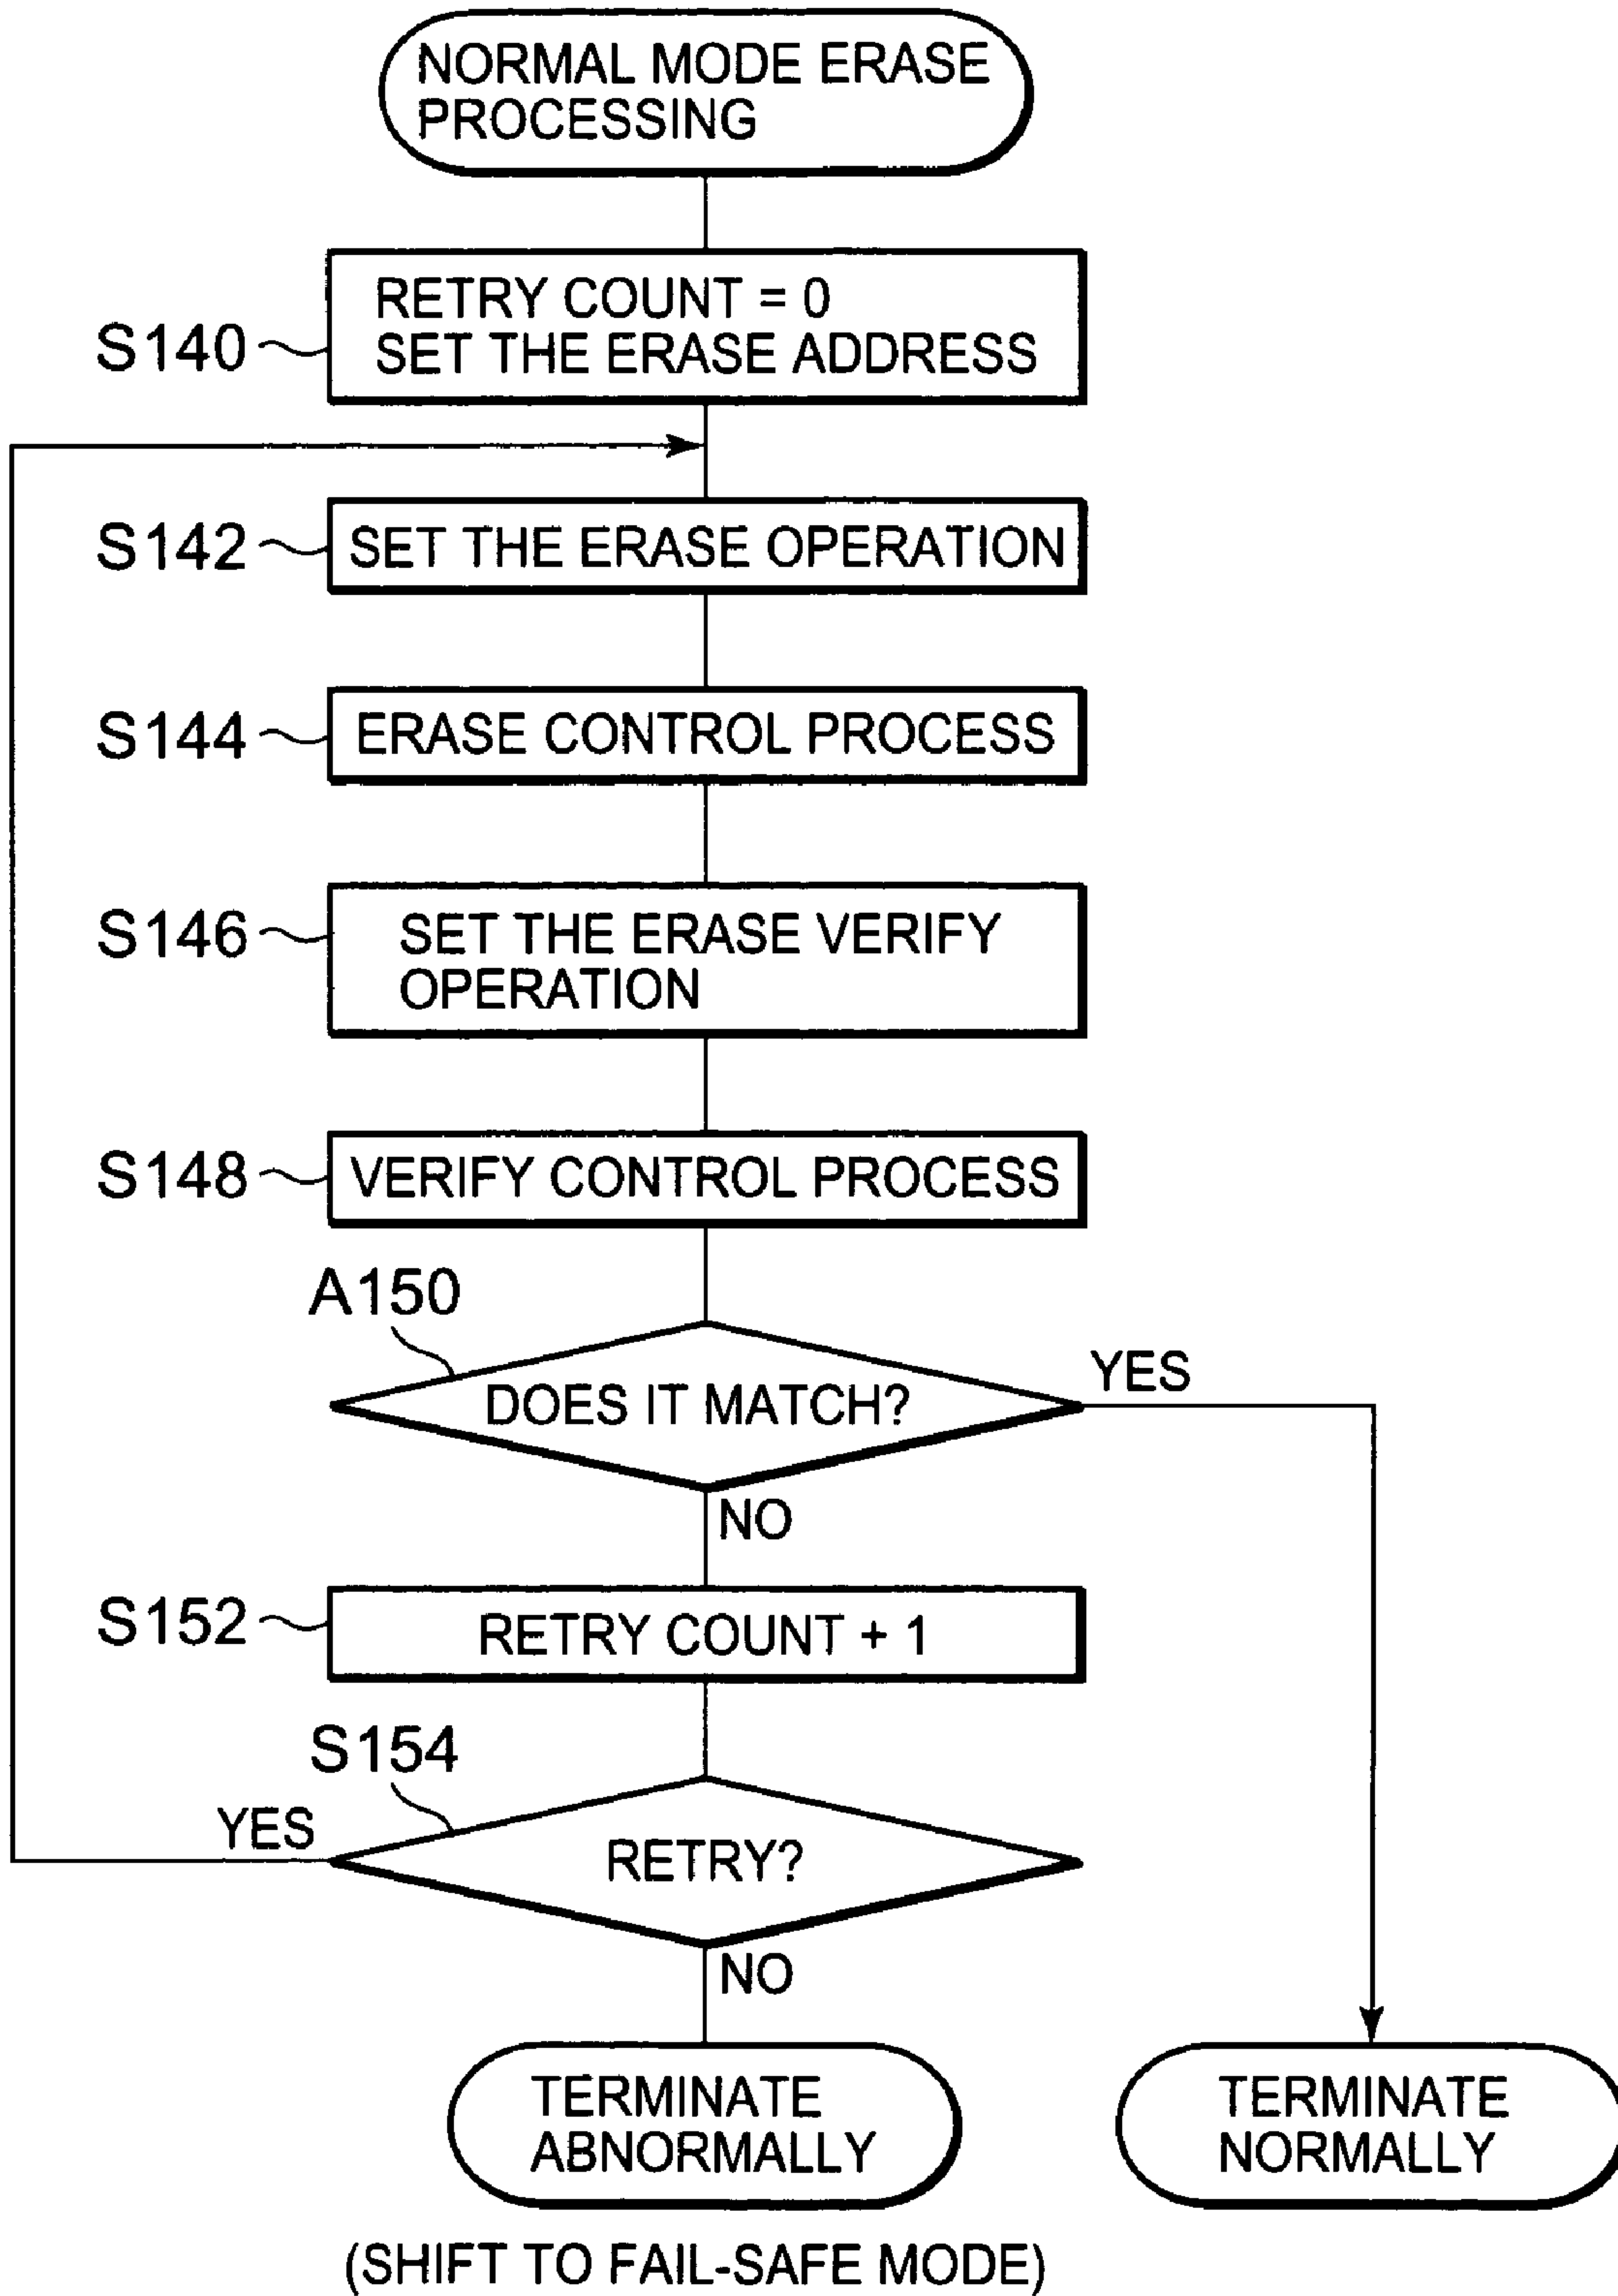 NORMAL MODE ERASE
PROCESSING
RETRY COUNT = 0
S140
SET THE ERASE ADDRESS
S142
SET THE ERASE OPERATION
S144
ERASE CONTROL PROCESS
S146
SET THE ERASE VERIFY
OPERATION
S148
VERIFY CONTROL PROCESS
A150
DOES IT MATCH?
YES
NO
S152
RETRY COUNT + 1
S154
YES
RETRY?
NO
TERMINATE
ABNORMALLY
TERMINATE
NORMALLY
(SHIFT TO FAIL-SAFE MODE)